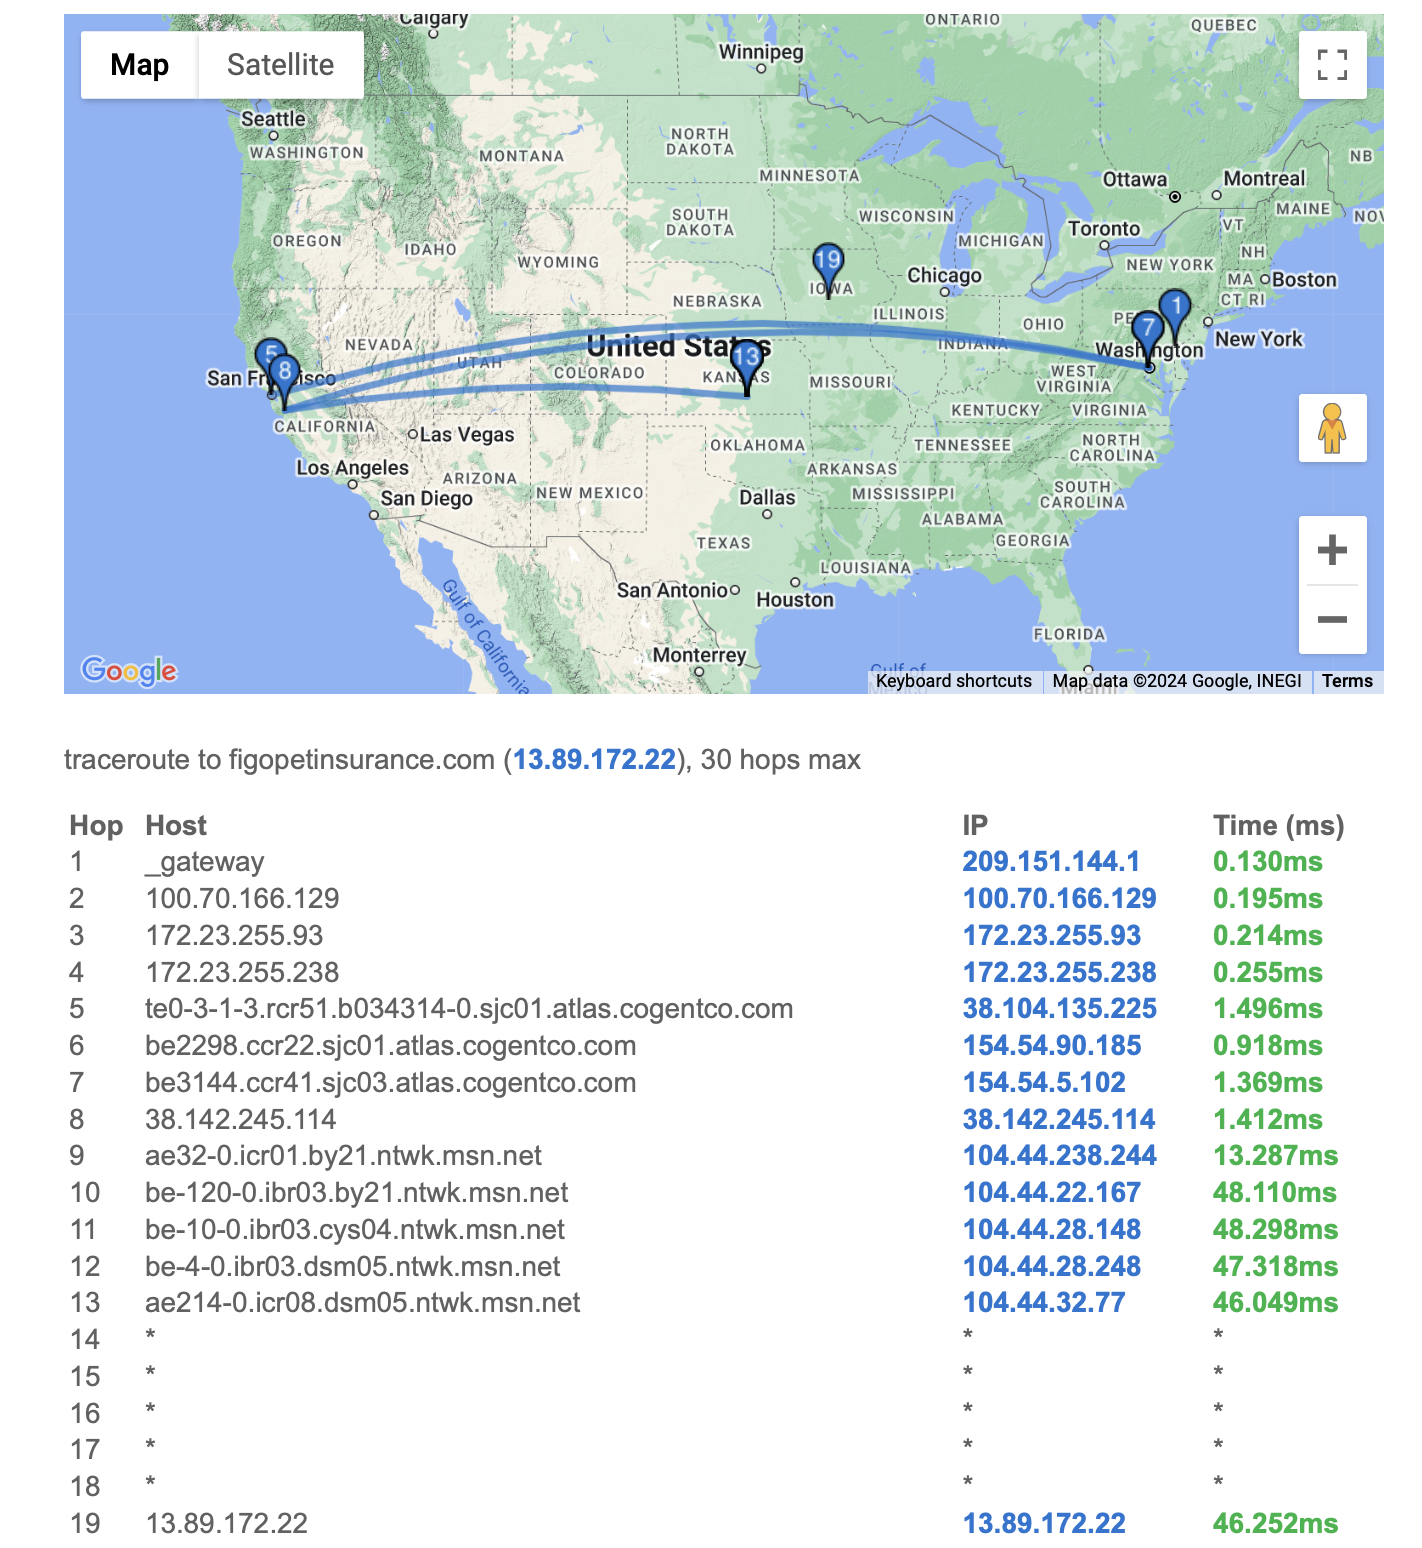 Calgary
ONTARIO
QUEBEC
Map
Satellite
Winnipeg
Seattle
WASHINGTON
MONTANA
NORTH
DAKOTA
NB
MINNESOTA
Ottawa
Montreal
MAINE
NOV
OREGON
IDAHO
SOUTH
DAKOTA
WISCONSIN
MICHIGAN
Toronto
VT
NH
WYOMING
19
IOWA
Chicago
NEW YORK
MA
Boston
CT RI
NEBRASKA
ILLINOIS
OHIO
PE
1
7
New York
NEVADA
UTAH
United States
13
INDIANA
Washington
5
8
San Francisco
COLORADO
KANSAS
MISSOURI
WEST
VIRGINIA
KENTUCKY
VIRGINIA
CALIFORNIA
Las Vegas
OKLAHOMA
TENNESSEE
NORTH
CAROLINA
Los Angeles
ARIZONA
NEW MEXICO
ARKANSAS
San Diego
Dallas
MISSISSIPPI
SOUTH
CAROLINA
ALABAMA
TEXAS
GEORGIA
LOUISIANA
San Antonio
Houston
Gulf of California
FLORIDA
Monterrey
Google
Gulf of
Mexico
Miami
Keyboard shortcuts
Map data ©2024 Google, INEGI
Terms
traceroute to figopetinsurance.com (13.89.172.22), 30 hops max
Hop Host IP Time (ms)
1 _gateway 209.151.144.1 0.130ms
2 100.70.166.129 100.70.166.129 0.195ms
3 172.23.255.93 172.23.255.93 0.214ms
4 172.23.255.238 172.23.255.238 0.255ms
5 te0-3-1-3.rcr51.b034314-0.sjc01.atlas.cogentco.com 38.104.135.225 1.496ms
6 be2298.ccr22.sjc01.atlas.cogentco.com 154.54.90.185 0.918ms
7 be3144.ccr41.sjc03.atlas.cogentco.com 154.54.5.102 1.369ms
8 38.142.245.114 38.142.245.114 1.412ms
9 ae32-0.icr01.by21.ntwk.msn.net 104.44.238.244 13.287ms
10 be-120-0.ibr03.by21.ntwk.msn.net 104.44.22.167 48.110ms
11 be-10-0.ibr03.cys04.ntwk.msn.net 104.44.28.148 48.298ms
12 be-4-0.ibr03.dsm05.ntwk.msn.net 104.44.28.248 47.318ms
13 ae214-0.icr08.dsm05.ntwk.msn.net 104.44.32.77 46.049ms
14 * * *
15 * * *
16 * * *
17 * * *
18 * * *
19 13.89.172.22 13.89.172.22 46.252ms